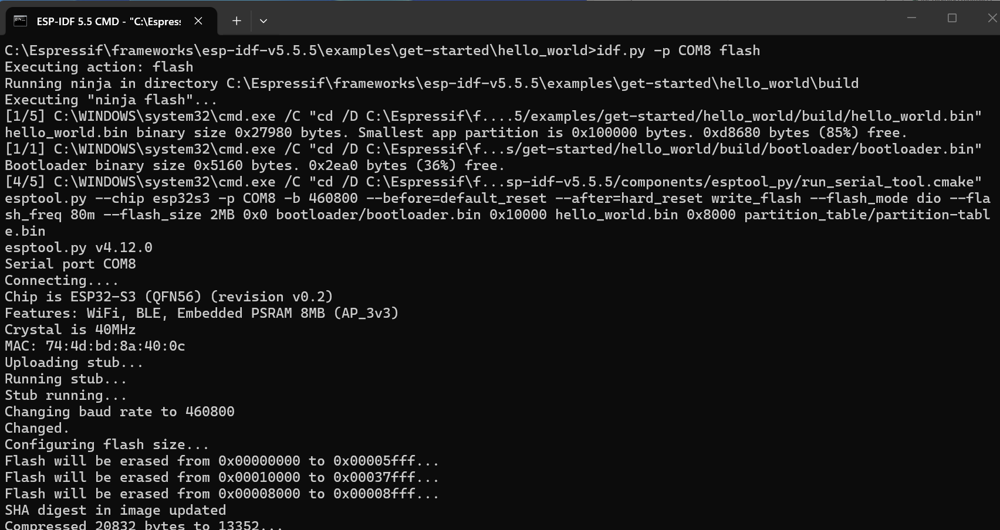 ESP-IDF 5.5 CMD - "C:\Espress
C:\Espressif\frameworks\esp-idf-v5.5.5\examples\get-started\hello_world>idf.py -p COM8 flash
Executing action: flash
Running ninja in directory C:\Espressif\frameworks\esp-idf-v5.5.5\examples\get-started\hello_world\build
Executing "ninja flash"...
[1/5] C:\WINDOWS\system32\cmd.exe /C "cd /D C:\Espressif\f....5/examples/get-started/hello_world/build/hello_world.bin"
hello_world.bin binary size 0x27980 bytes. Smallest app partition is 0x100000 bytes. 0xd8680 bytes (85%) free.
[1/1] C:\WINDOWS\system32\cmd.exe /C "cd /D C:\Espressif\f...s/get-started/hello_world/build/bootloader/bootloader.bin"
Bootloader binary size 0x5160 bytes. 0x2ea0 bytes (36%) free.
[4/5] C:\WINDOWS\system32\cmd.exe /C "cd /D C:\Espressif\f...sp-idf-v5.5.5/components/esptool_py/run_serial_tool.cmake"
esptool.py --chip esp32s3 -p COM8 -b 460800 --before=default_reset --after=hard_reset write_flash --flash_mode dio --fla
sh_freq 80m --flash_size 2MB 0x0 bootloader/bootloader.bin 0x10000 hello_world.bin 0x8000 partition_table/partition-tabl
e.bin
esptool.py v4.12.0
Serial port COM8
Connecting....
Chip is ESP32-S3 (QFN56) (revision v0.2)
Features: WiFi, BLE, Embedded PSRAM 8MB (AP_3v3)
Crystal is 40MHz
MAC: 74:4d:bd:8a:40:0c
Uploading stub...
Running stub...
Stub running...
Changing baud rate to 460800
Changed.
Configuring flash size...
Flash will be erased from 0x00000000 to 0x00005fff...
Flash will be erased from 0x00010000 to 0x00037fff...
Flash will be erased from 0x00008000 to 0x00008fff...
SHA digest in image updated
Compressed 20832 bytes to 13352...